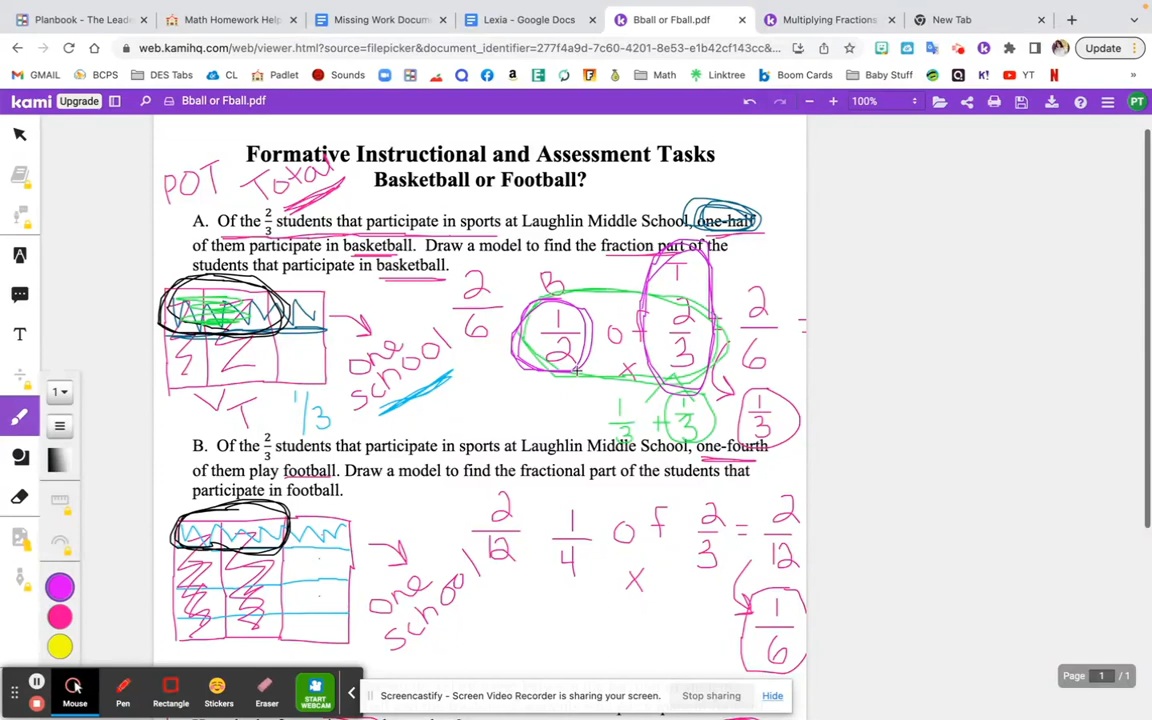 Planbook - The Leade
Math Homework Help
Missing Work Docum
Lexia - Google Docs
Bball or Fball.pdf
Multiplying Fractions
New Tab
web.kamihq.com/web/viewer.html?source=filepicker&document_identifier=277f4a9d-7c60-4201-8e53-e1b42cf143cc&...
Update
GMAIL BCPS DES Tabs CL Padlet Sounds Math Linktree Boom Cards Baby Stuff K! YT
kami Upgrade Bball or Fball.pdf 100% PT
Formative Instructional and Assessment Tasks
POT Total
Basketball or Football?
A. Of the 2/3 students that participate in sports at Laughlin Middle School, one-half
of them participate in basketball. Draw a model to find the fraction part of the
students that participate in basketball.
2/6 B 1/2 of 2/3 = 2/6 =
1
x
one school
T 1/3
1/3 + 1/3
1/3
B. Of the 2/3 students that participate in sports at Laughlin Middle School, one-fourth
of them play football. Draw a model to find the fractional part of the students that
participate in football.
2/12 1/4 of 2/3 = 2/12
x
one school
1/6
Page 1 / 1
Mouse Pen Rectangle Stickers Eraser START WEBCAM
Screencastify - Screen Video Recorder is sharing your screen. Stop sharing Hide